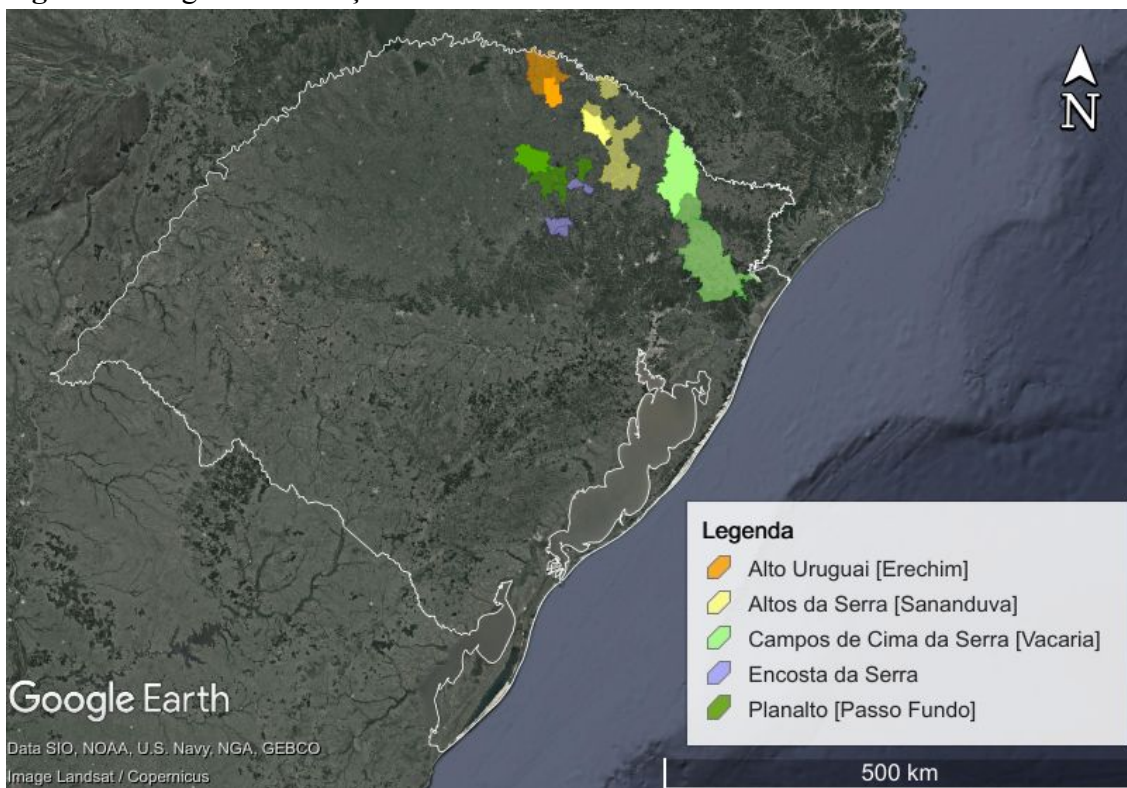 N
Legenda
Alto Uruguai [Erechim]
Altos da Serra [Sananduva]
Campos de Cima da Serra [Vacaria]
Encosta da Serra
Planalto [Passo Fundo]
Google Earth
Data SIO, NOAA, U.S. Navy, NGA, GEBCO
Image Landsat / Copernicus
500 km